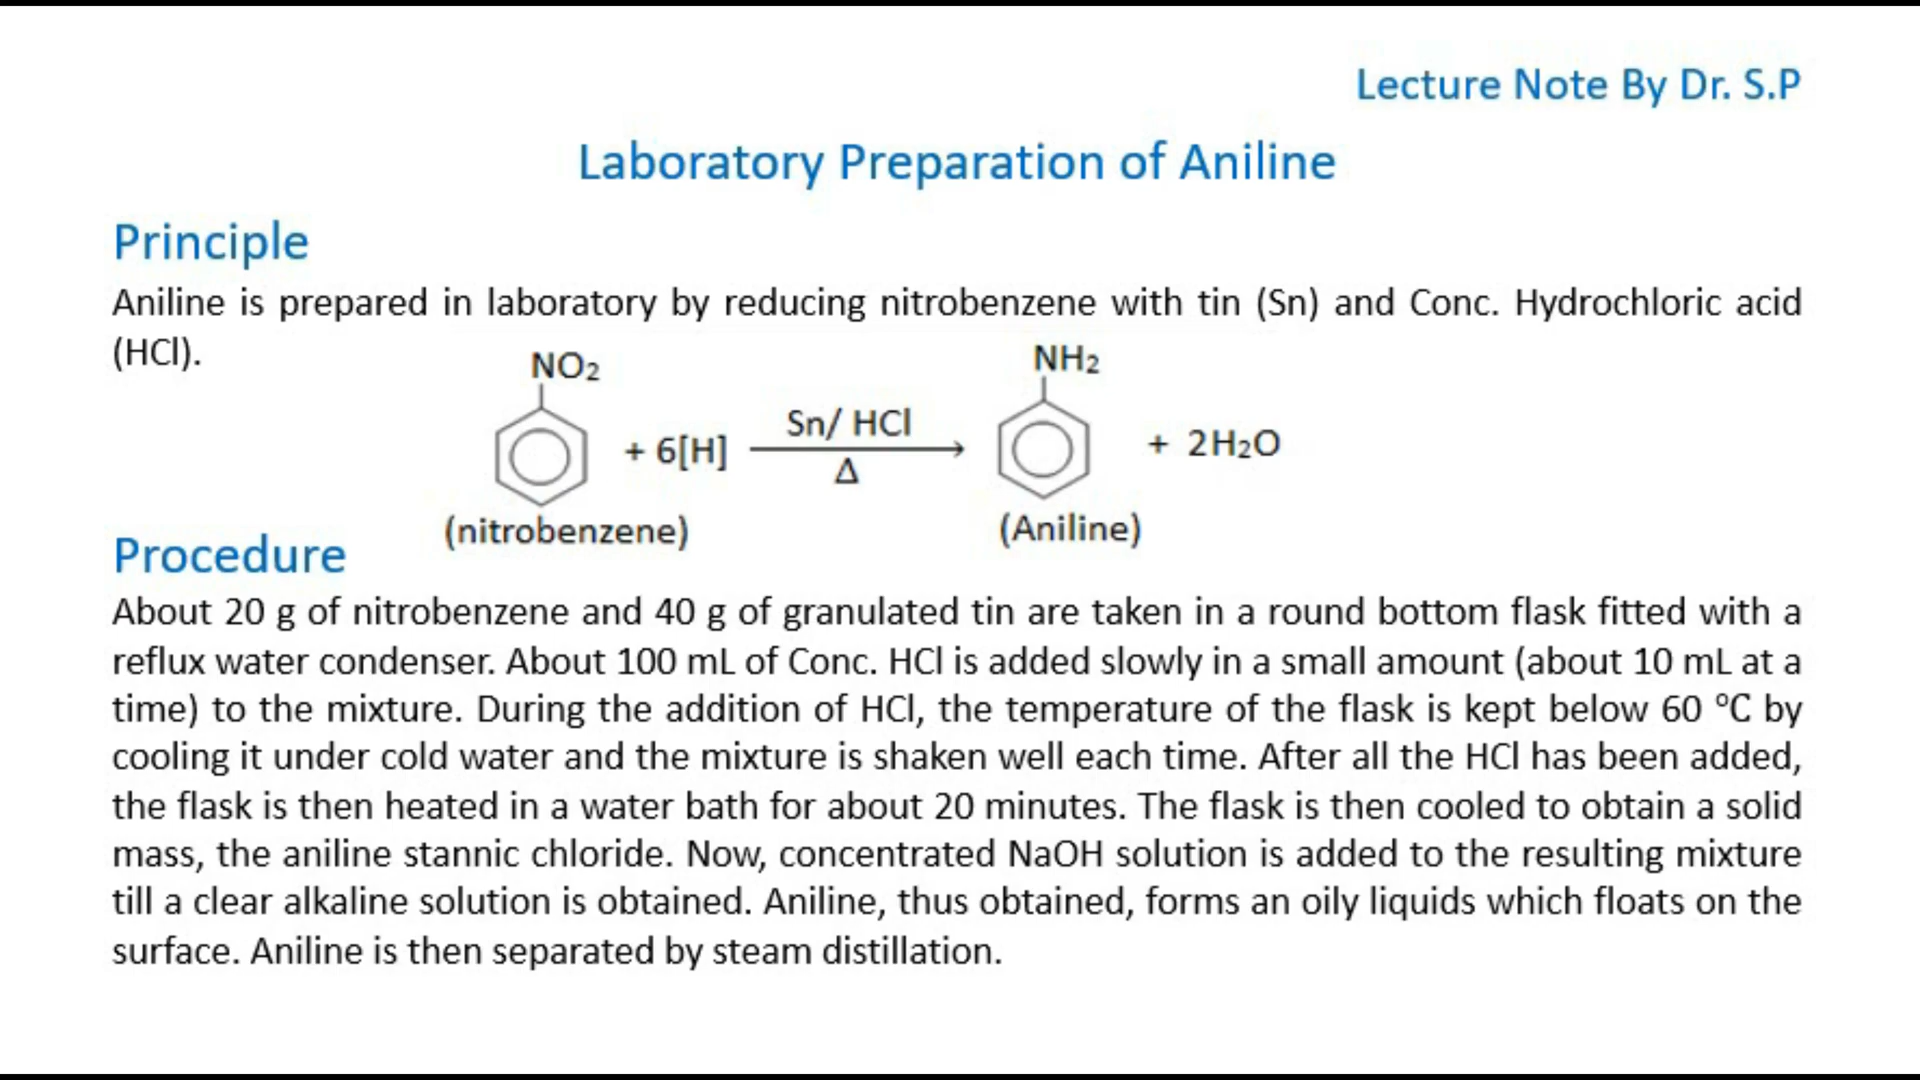 Lecture Note By Dr. S.P
Laboratory Preparation of Aniline
Principle
Aniline is prepared in laboratory by reducing nitrobenzene with tin (Sn) and Conc. Hydrochloric acid
(HCl).
NO₂
NH₂
+ 6[H]
Sn/ HCl
Δ
+ 2H₂O
(nitrobenzene)
(Aniline)
Procedure
About 20 g of nitrobenzene and 40 g of granulated tin are taken in a round bottom flask fitted with a
reflux water condenser. About 100 mL of Conc. HCl is added slowly in a small amount (about 10 mL at a
time) to the mixture. During the addition of HCl, the temperature of the flask is kept below 60 °C by
cooling it under cold water and the mixture is shaken well each time. After all the HCl has been added,
the flask is then heated in a water bath for about 20 minutes. The flask is then cooled to obtain a solid
mass, the aniline stannic chloride. Now, concentrated NaOH solution is added to the resulting mixture
till a clear alkaline solution is obtained. Aniline, thus obtained, forms an oily liquids which floats on the
surface. Aniline is then separated by steam distillation.